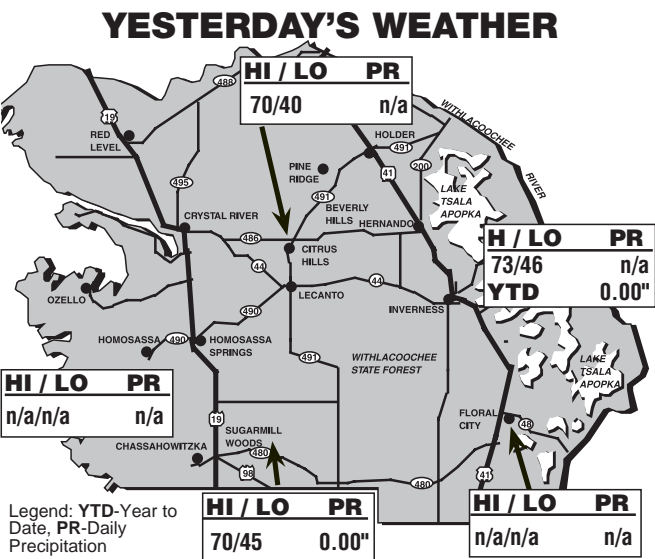 YESTERDAY'S WEATHER
HI / LO PR
70/40 n/a
488
19
RED
LEVEL
WITHLACOOCHEE
RIVER
HOLDER
491
41
200
PINE
RIDGE
495
491
LAKE
TSALA
APOPKA
BEVERLY
HILLS
CRYSTAL RIVER
HERNANDO
486
CITRUS
HILLS
H / LO PR
73/46 n/a
YTD 0.00"
44
44
OZELLO
LECANTO
INVERNESS
490
HOMOSASSA
490
HOMOSASSA
SPRINGS
491
WITHLACOOCHEE
STATE FOREST
LAKE
TSALA
APOPKA
HI / LO PR
n/a/n/a n/a
19
FLORAL
CITY
48
SUGARMILL
WOODS
CHASSAHOWITZKA
480
98
480
41
HI / LO PR
70/45 0.00"
HI / LO PR
n/a/n/a n/a
Legend: YTD-Year to
Date, PR-Daily
Precipitation